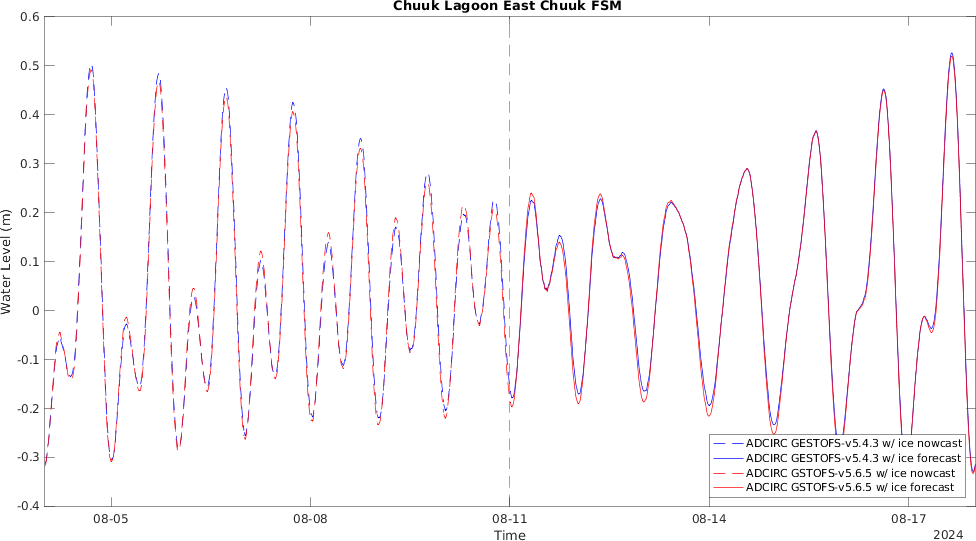 Chuuk Lagoon East Chuuk FSM
0.6
0.5
0.4
0.3
0.2
0.1
0
-0.1
-0.2
-0.3
-0.4
Water Level (m)
ADCIRC GESTOFS-v5.4.3 w/ ice nowcast
ADCIRC GESTOFS-v5.4.3 w/ ice forecast
ADCIRC GSTOFS-v5.6.5 w/ ice nowcast
ADCIRC GSTOFS-v5.6.5 w/ ice forecast
08-05 08-08 08-11 08-14 08-17
Time
2024